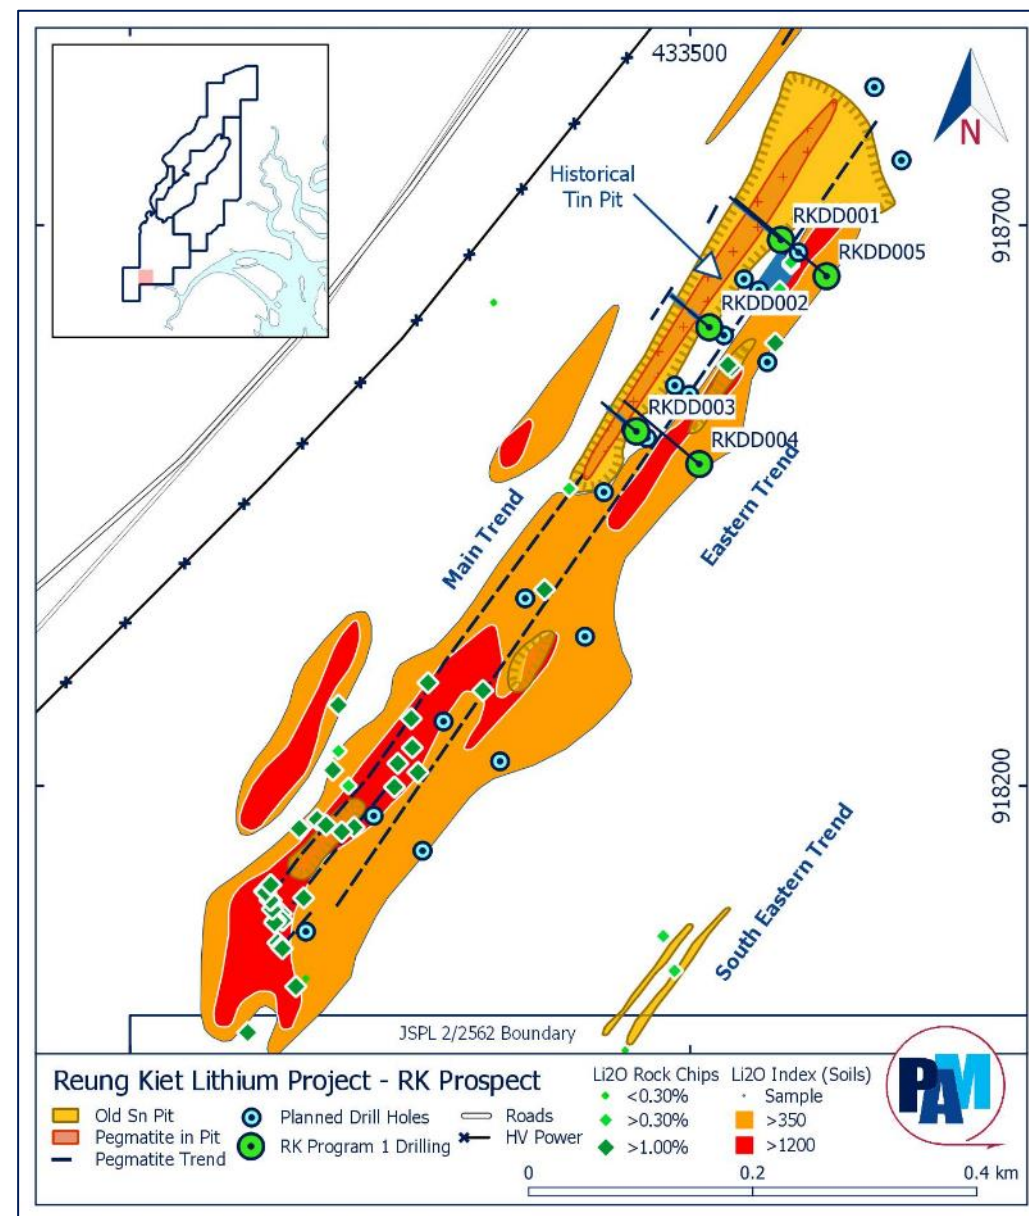 433500
N
Historical
Tin Pit
RKDD001
918700
RKDD005
RKDD002
RKDD003
RKDD004
Main Trend
Eastern Trend
918200
South Eastern Trend
JSPL 2/2562 Boundary
Reung Kiet Lithium Project - RK Prospect
Old Sn Pit
Pegmatite in Pit
Pegmatite Trend
Planned Drill Holes
RK Program 1 Drilling
Roads
HV Power
Li2O Rock Chips
<0.30%
>0.30%
>1.00%
Li2O Index (Soils)
Sample
>350
>1200
PAM
0 0.2 0.4 km